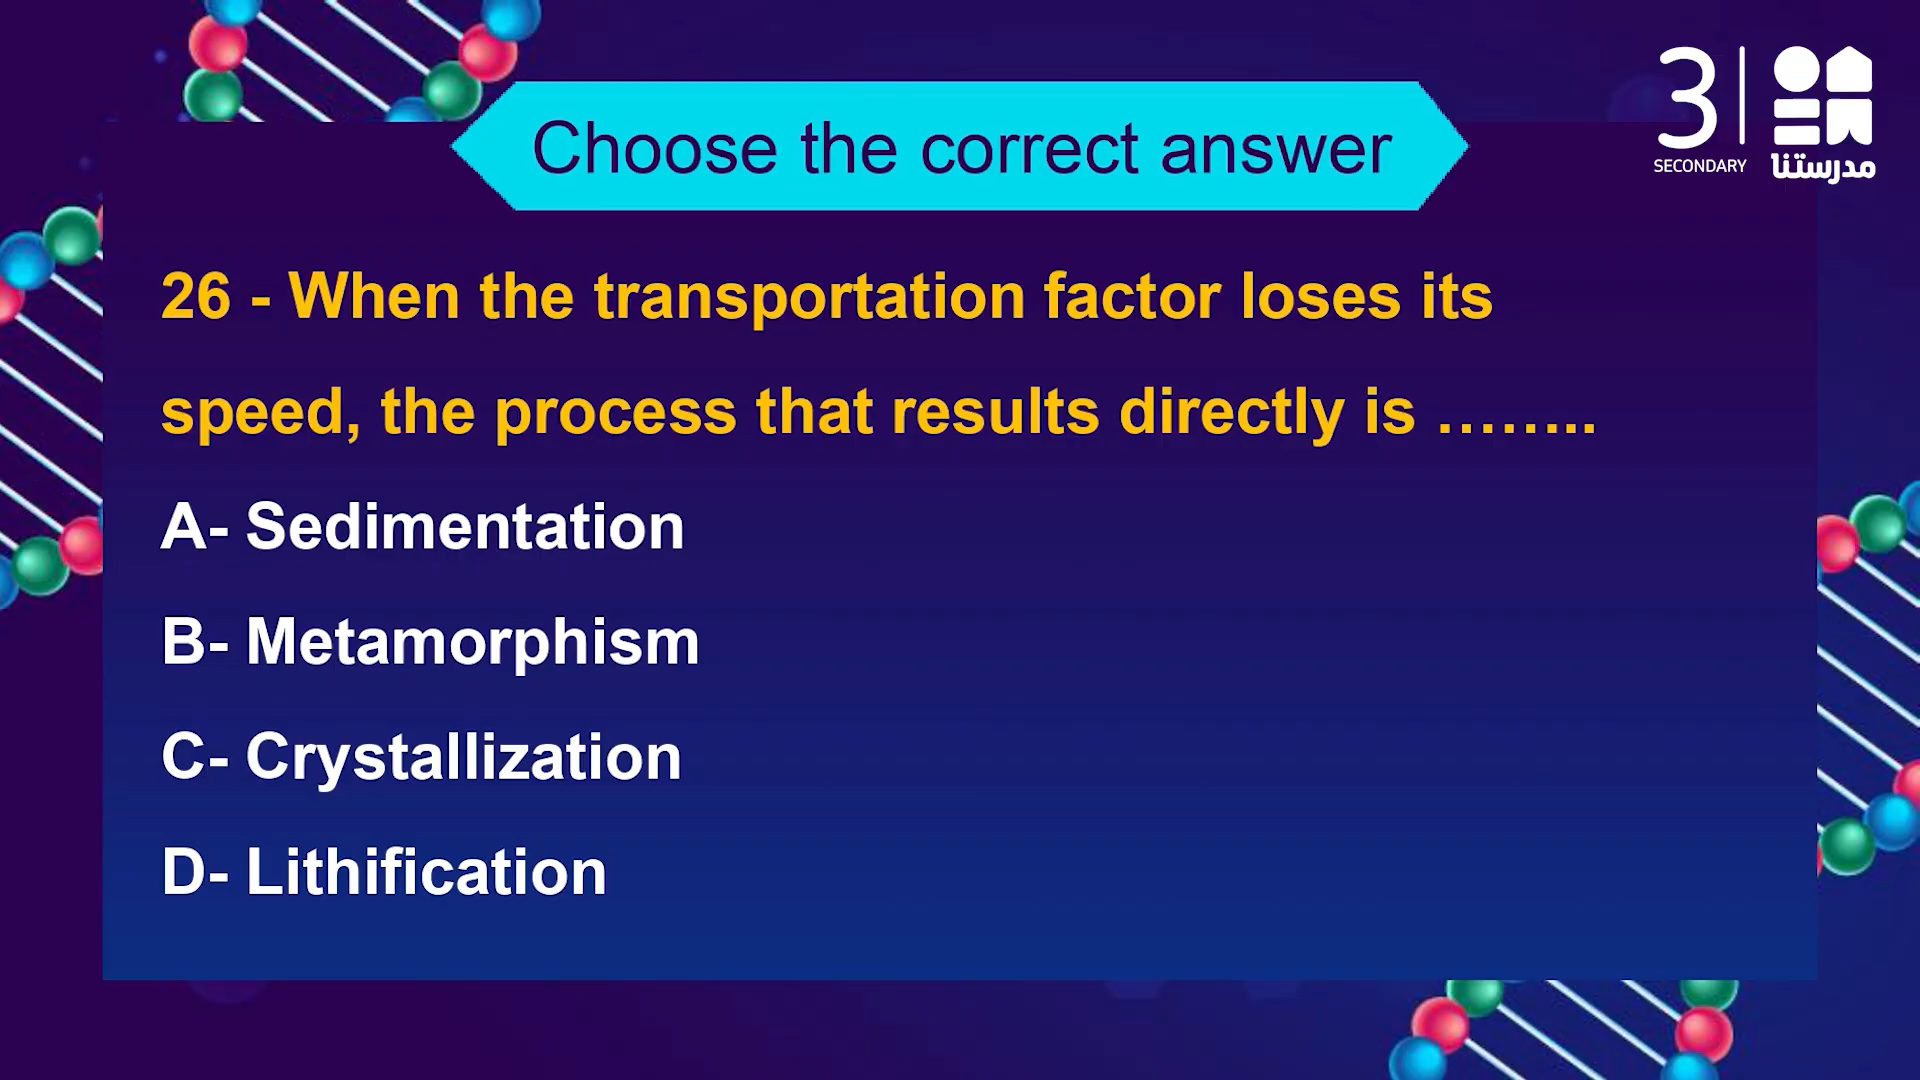 3
SECONDARY
مدرستنا
Choose the correct answer
26 - When the transportation factor loses its
speed, the process that results directly is ……...
A- Sedimentation
B- Metamorphism
C- Crystallization
D- Lithification